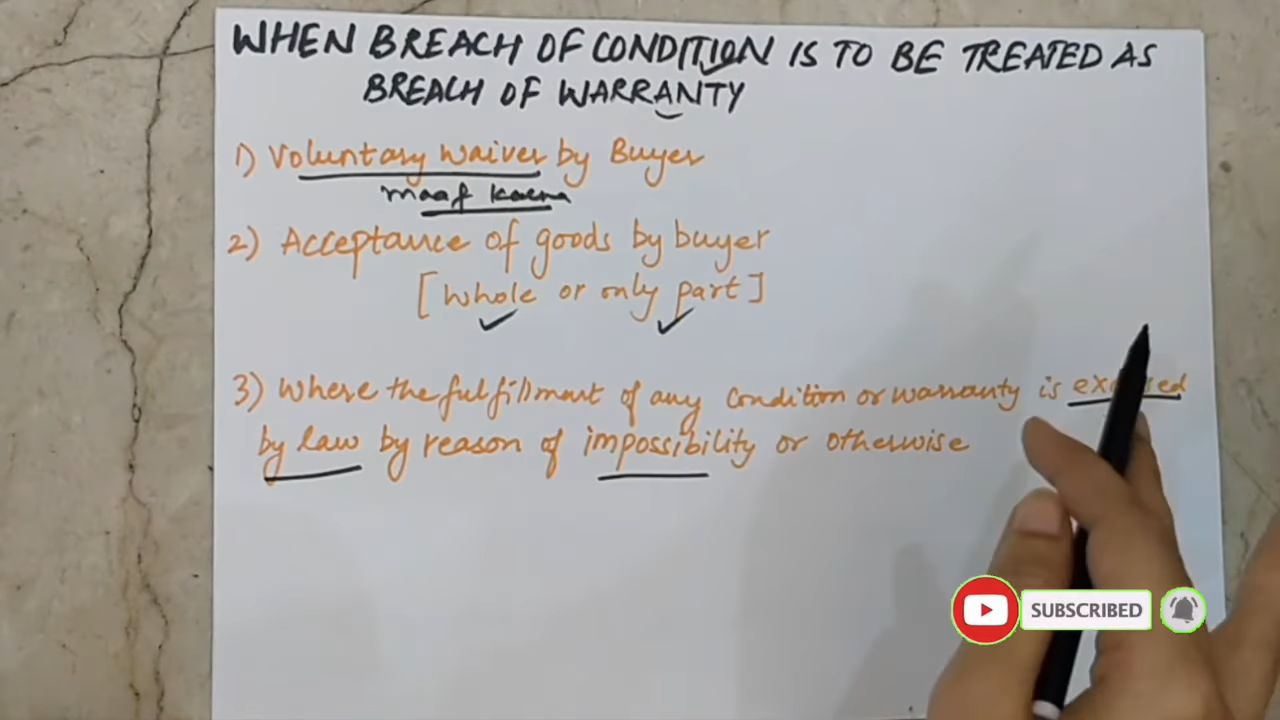 WHEN BREACH OF CONDITION IS TO BE TREATED AS
BREACH OF WARRANTY
1) Voluntary waiver by Buyer
maaf karna
2) Acceptance of goods by buyer
[whole or only part]
3) Where the fulfillment of any condition or warranty is
by law by reason of impossibility or otherwise
SUBSCRIBED